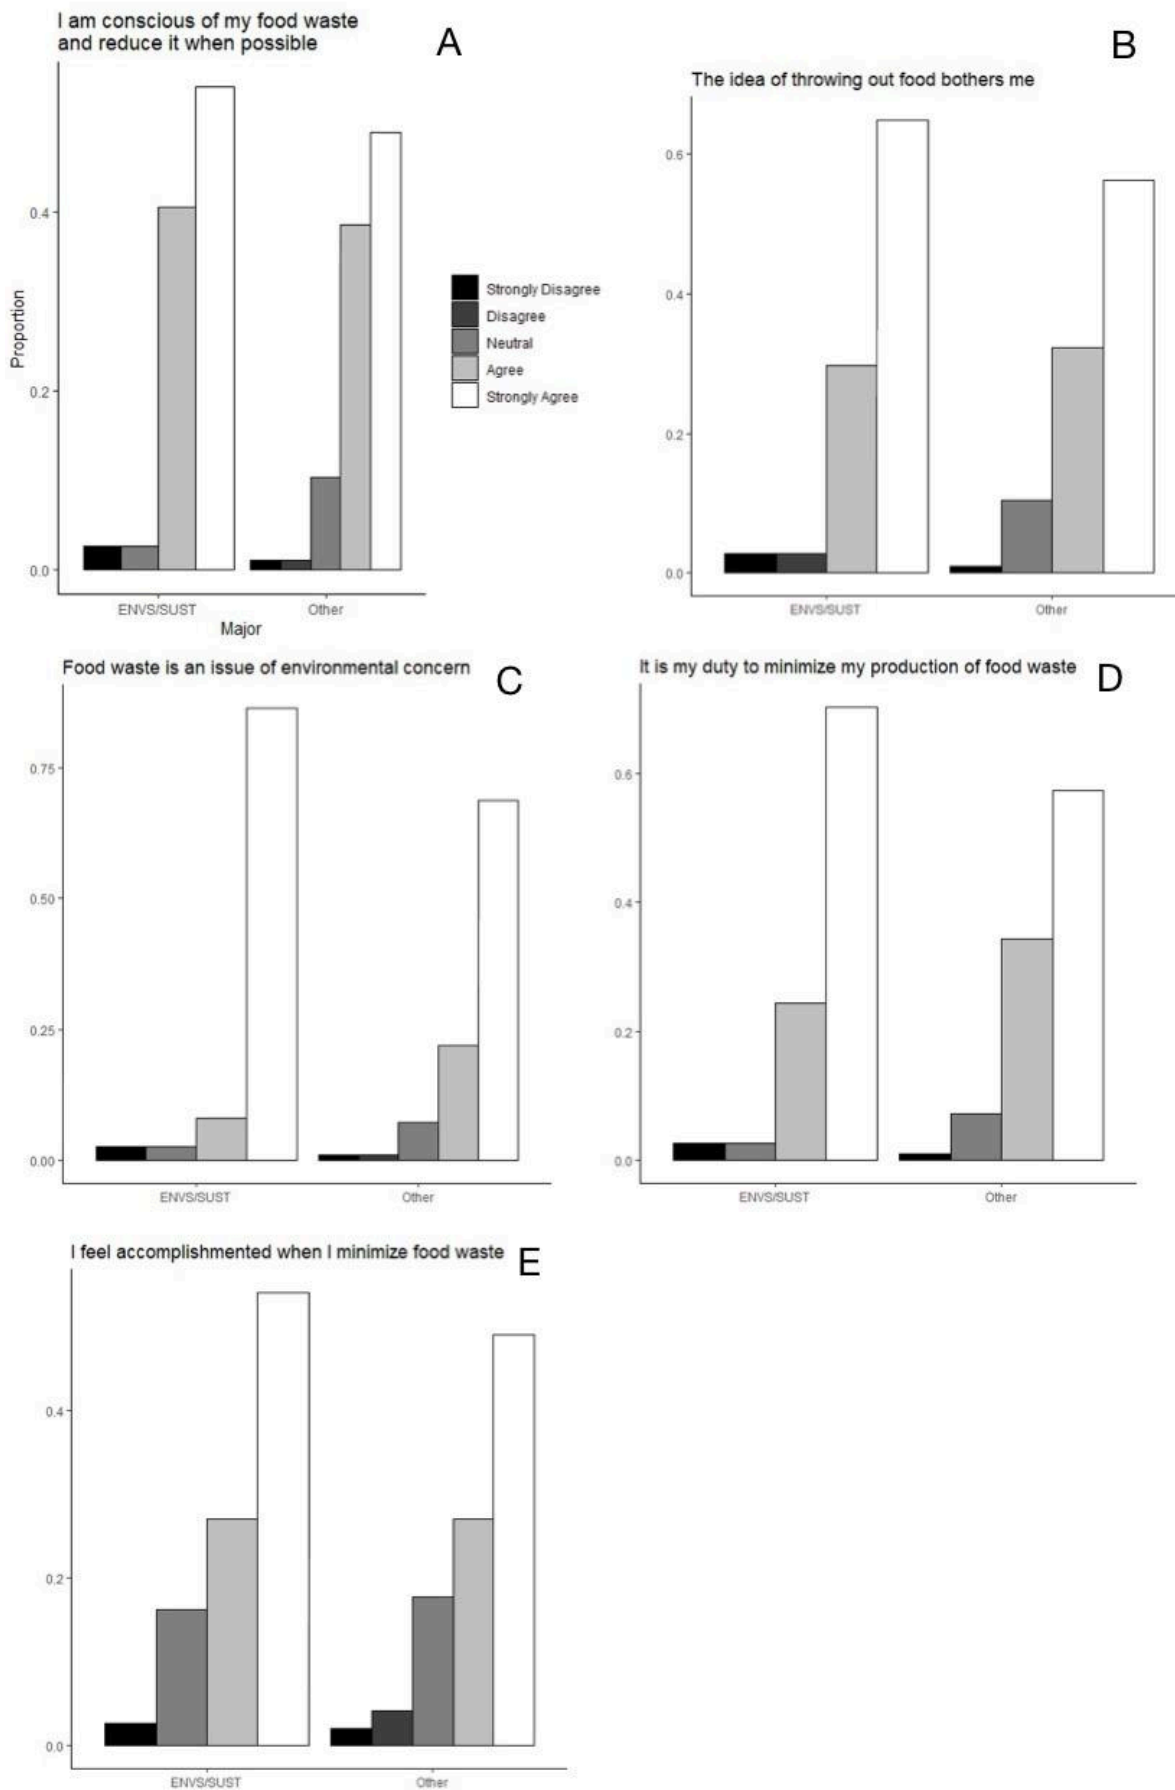 I am conscious of my food waste
and reduce it when possible
A
Proportion
0.4
0.2
0.0
ENVS/SUST
Other
Major
Strongly Disagree
Disagree
Neutral
Agree
Strongly Agree
B
The idea of throwing out food bothers me
0.6
0.4
0.2
0.0
ENVS/SUST
Other
Food waste is an issue of environmental concern
C
0.75
0.50
0.25
0.00
ENVS/SUST
Other
It is my duty to minimize my production of food waste
D
0.6
0.4
0.2
0.0
ENVS/SUST
Other
I feel accomplishmented when I minimize food waste
E
0.4
0.2
0.0
ENVS/SUST
Other